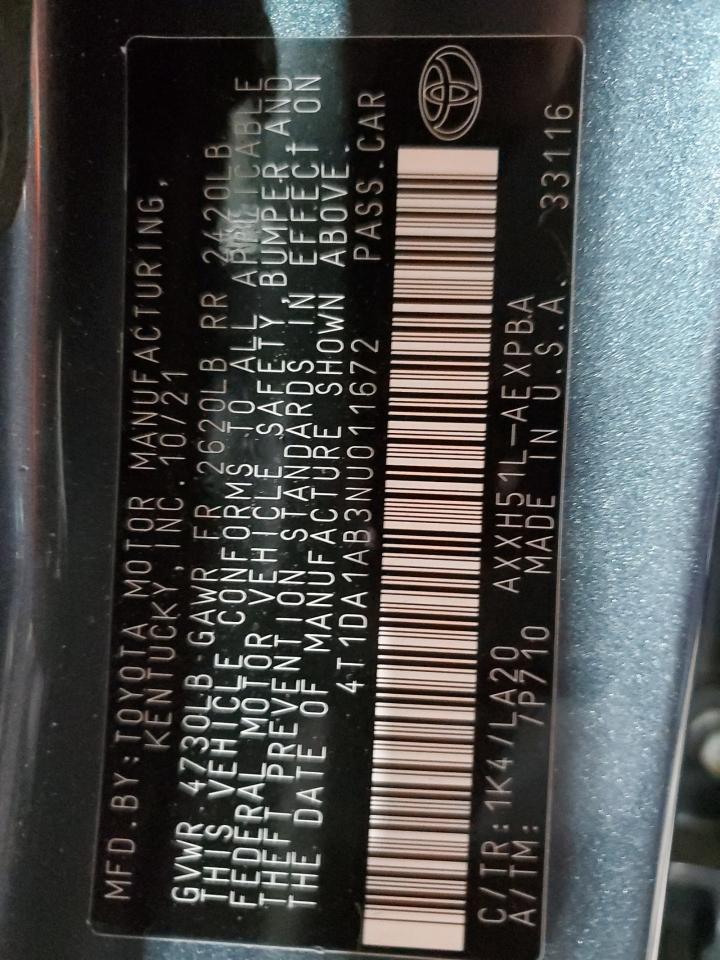 MFD.BY:TOYOTA MOTOR MANUFACTURING,
KENTUCKY,INC. 10/21
GVWR 4730LB GAWR FR 2620LB RR 2420LB
THIS VEHICLE CONFORMS TO ALL APPLICABLE
FEDERAL MOTOR VEHICLE SAFETY,BUMPER AND
THEFT PREVENTION STANDARDS IN EFFECT ON
THE DATE OF MANUFACTURE SHOWN ABOVE.
4T1DA1AB3NU011672 PASS.CAR
C/TR:1K4/LA20 AXXH51L-AEXPBA 33116
A/TM: 7P710 MADE IN U.S.A.